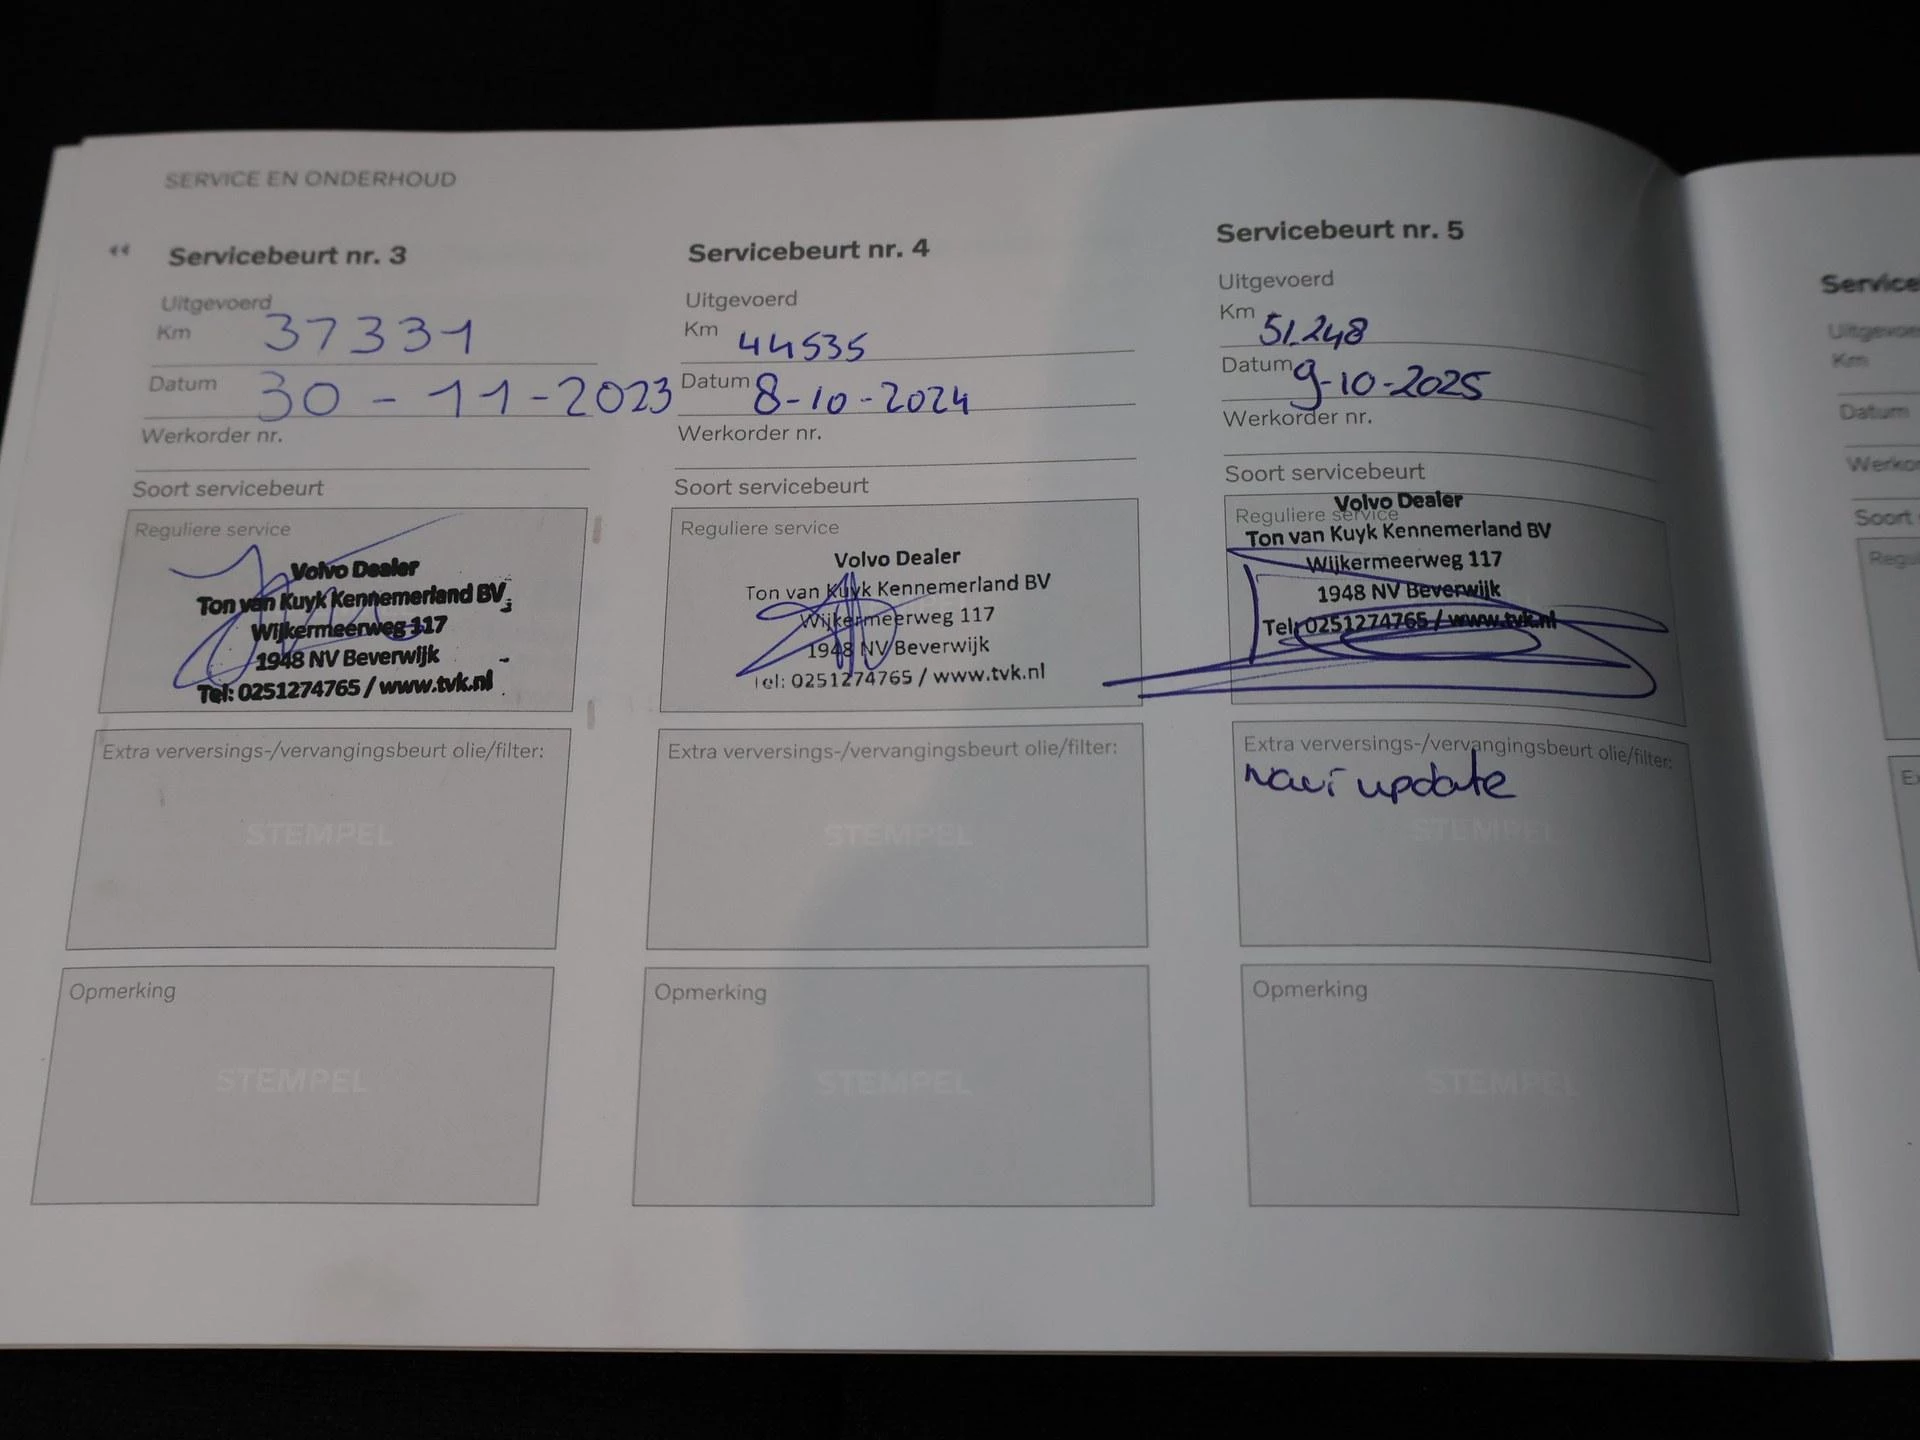 SERVICE EN ONDERHOUD
Servicebeurt nr. 3
Uitgevoerd
Km 37331
Datum 30-11-2023
Werkorder nr.
Soort servicebeurt
Reguliere service
Volvo Dealer
Ton van Kuyk Kennemerland BV
Wijkermeerweg 117
1948 NV Beverwijk
Tel: 0251274765 / www.tvk.nl
Extra verversings-/vervangingsbeurt olie/filter:
STEMPEL
Opmerking
STEMPEL
Servicebeurt nr. 4
Uitgevoerd
Km 44535
Datum 8-10-2024
Werkorder nr.
Soort servicebeurt
Reguliere service
Volvo Dealer
Ton van Kuyk Kennemerland BV
Wijkermeerweg 117
1948 NV Beverwijk
Tel: 0251274765 / www.tvk.nl
Extra verversings-/vervangingsbeurt olie/filter:
STEMPEL
Opmerking
STEMPEL
Servicebeurt nr. 5
Uitgevoerd
Km 51.248
Datum 9-10-2025
Werkorder nr.
Soort servicebeurt
Reguliere service
Volvo Dealer
Ton van Kuyk Kennemerland BV
Wijkermeerweg 117
1948 NV Beverwijk
Tel: 0251274765 / www.tvk.nl
Extra verversings-/vervangingsbeurt olie/filter:
navi update
STEMPEL
Opmerking
STEMPEL
Service
Km
Datum
Soort